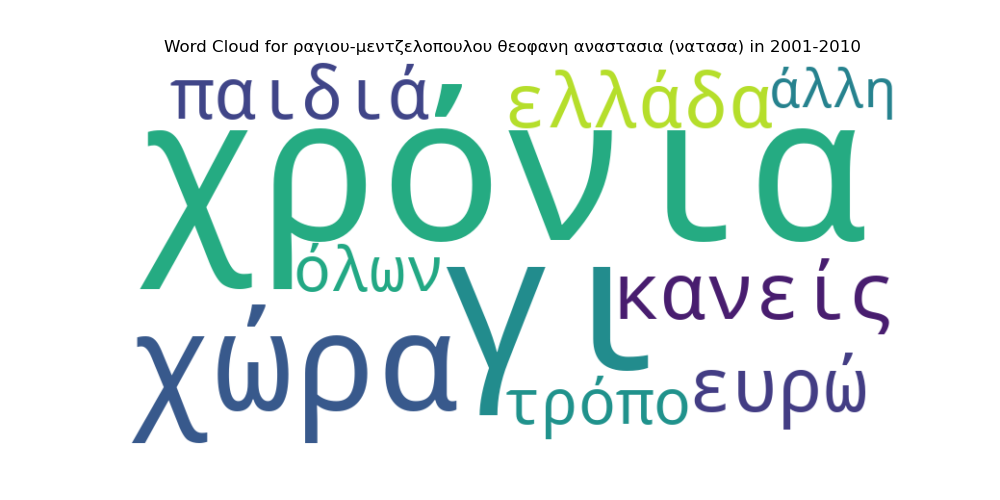 Word Cloud for ραγιου-μεντζελοπουλου θεοφανη αναστασια (νατασα) in 2001-2010
παιδιά ελλάδα άλλη
χρόνια
όλων γι κανείς
χώρα τρόπο ευρώ